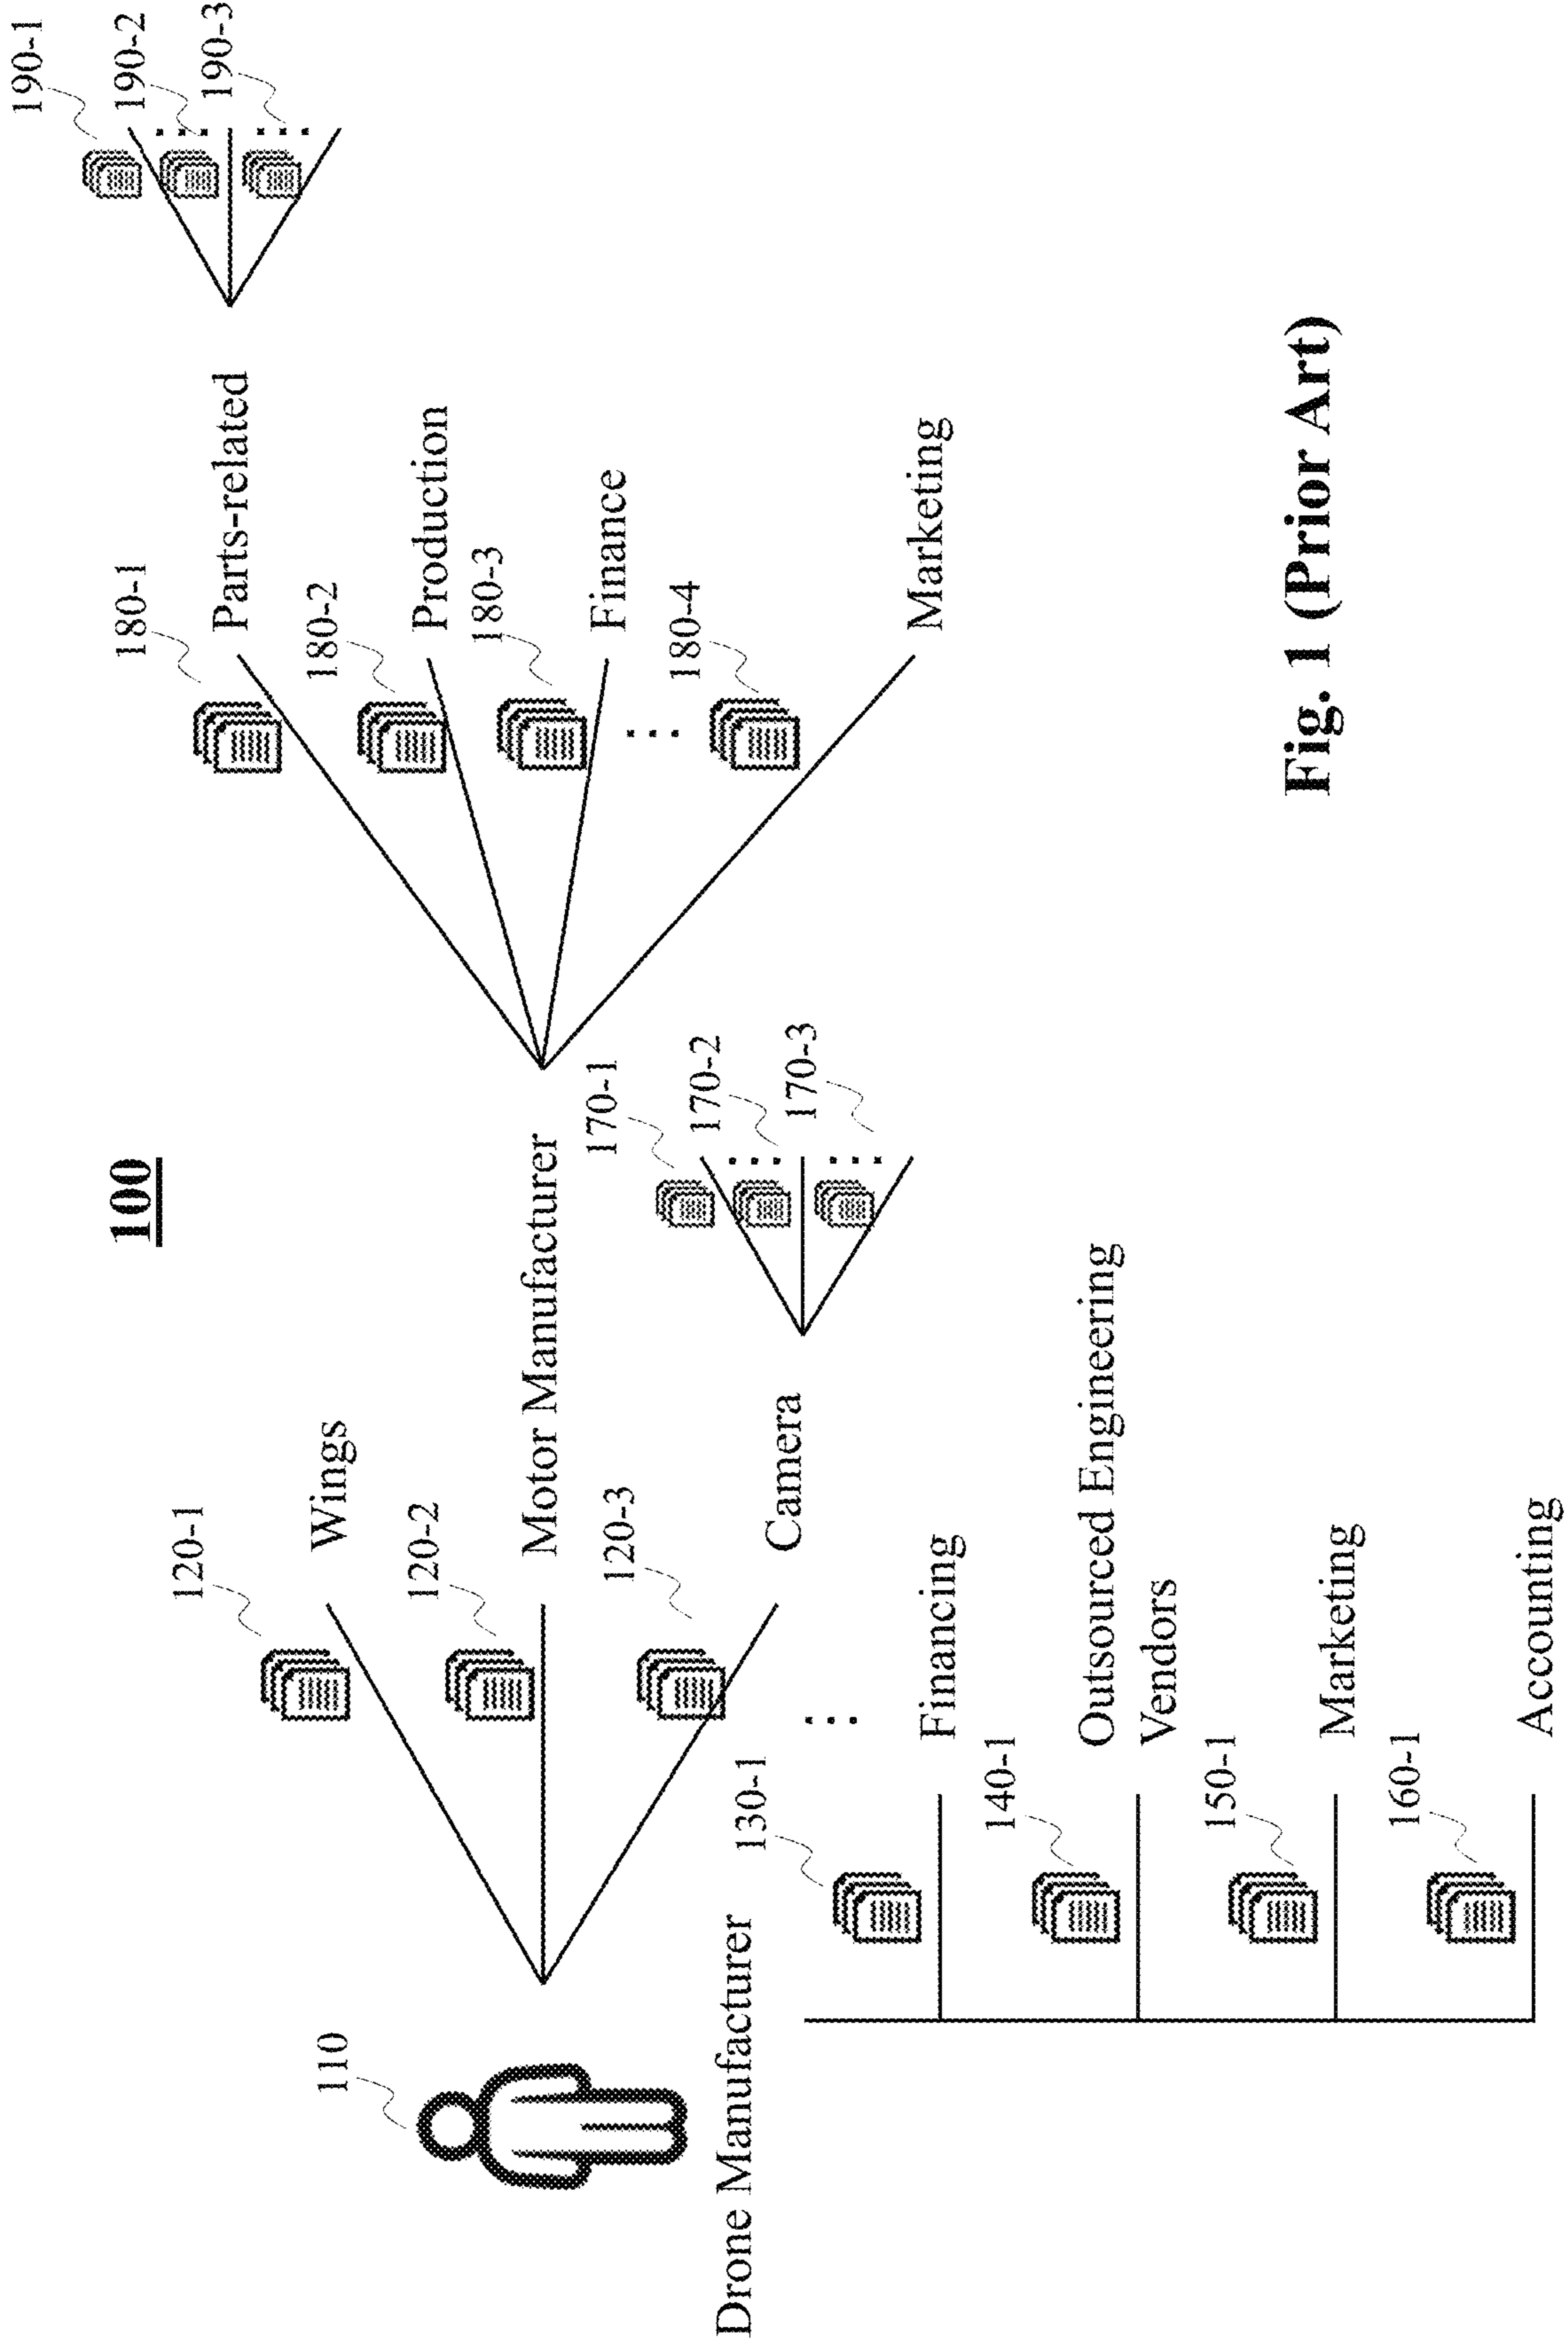 100
110
Drone Manufacturer
120-1
Wings
120-2
Motor Manufacturer
120-3
Camera
130-1
Financing
140-1
Outsourced Engineering
Vendors
150-1
Marketing
160-1
Accounting
170-1
170-2
170-3
180-1
Parts-related
180-2
Production
180-3
Finance
180-4
Marketing
190-1
190-2
190-3
Fig. 1 (Prior Art)